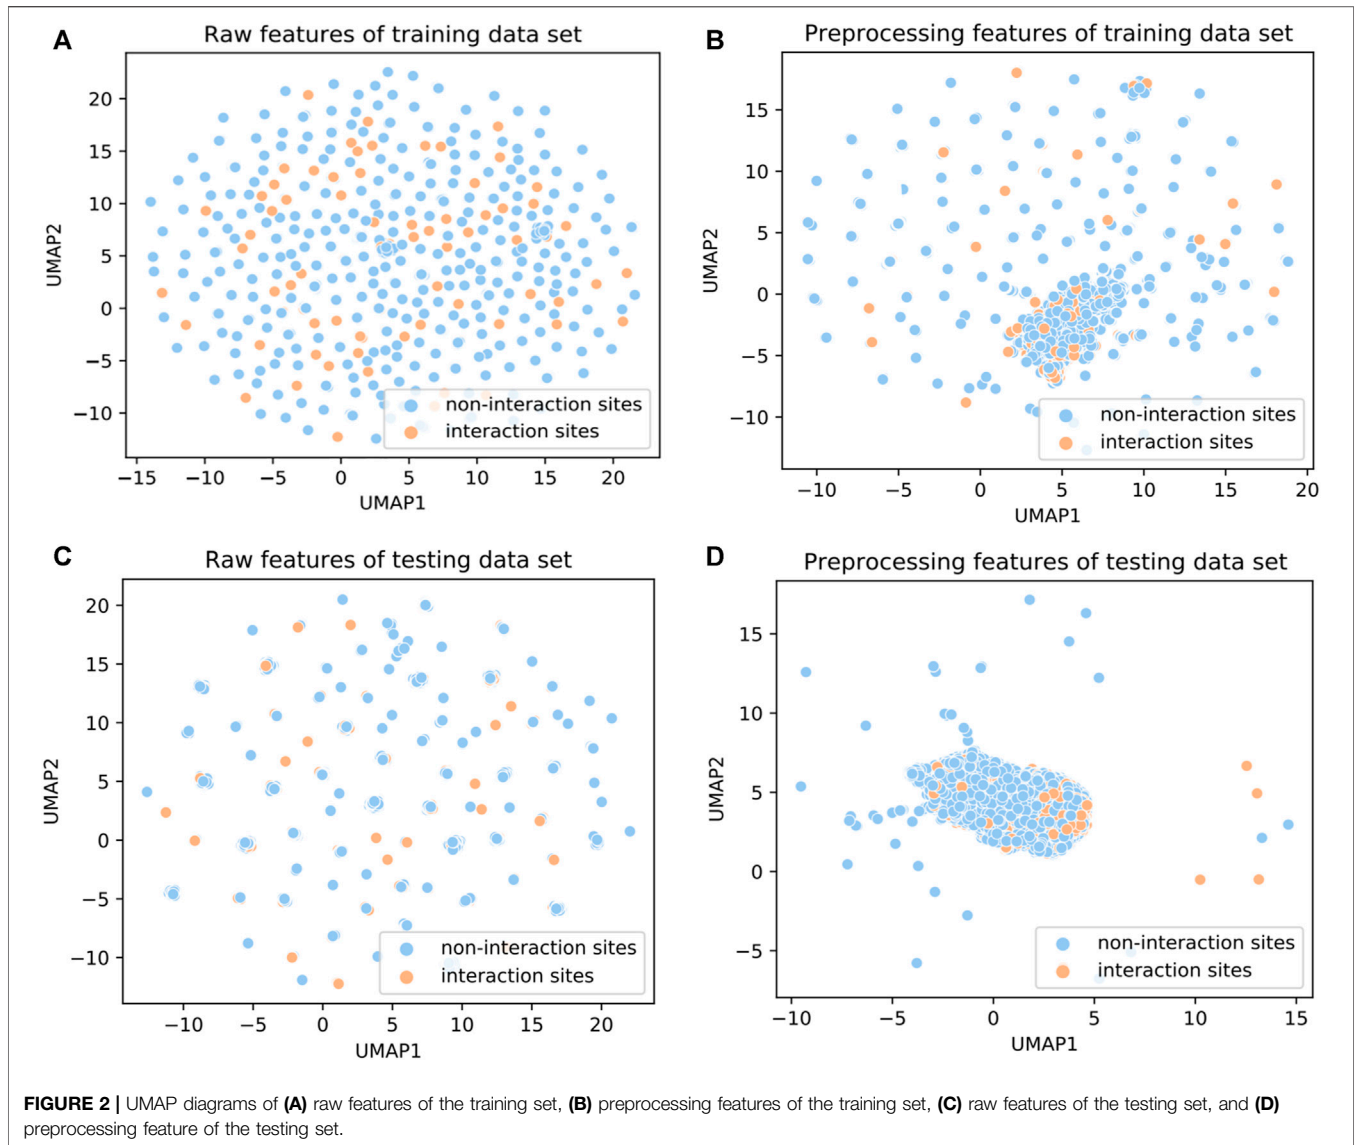 A
Raw features of training data set
20
15
10
5
0
−5
−10
UMAP2
−15 −10 −5 0 5 10 15 20
UMAP1
non-interaction sites
interaction sites
B
Preprocessing features of training data set
15
10
5
0
−5
−10
UMAP2
−10 −5 0 5 10 15 20
UMAP1
non-interaction sites
interaction sites
C
Raw features of testing data set
20
15
10
5
0
−5
−10
UMAP2
−10 −5 0 5 10 15 20
UMAP1
non-interaction sites
interaction sites
D
Preprocessing features of testing data set
15
10
5
0
−5
UMAP2
−10 −5 0 5 10 15
UMAP1
non-interaction sites
interaction sites
FIGURE 2 | UMAP diagrams of (A) raw features of the training set, (B) preprocessing features of the training set, (C) raw features of the testing set, and (D)
preprocessing feature of the testing set.